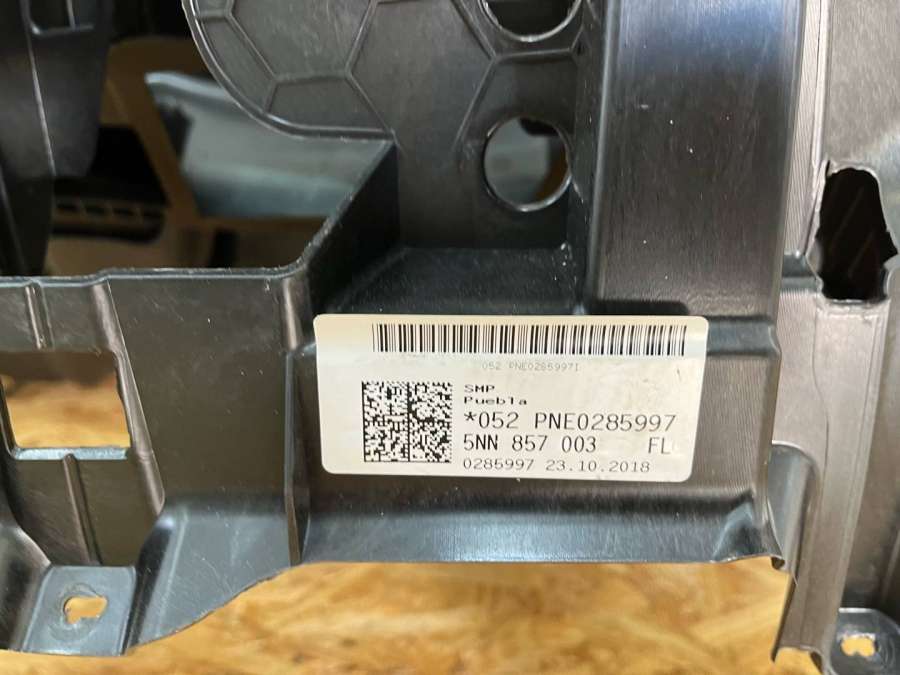 052 PNE0285997I
SMP
Puebla
*052 PNE0285997
5NN 857 003 FL
0285997 23.10.2018